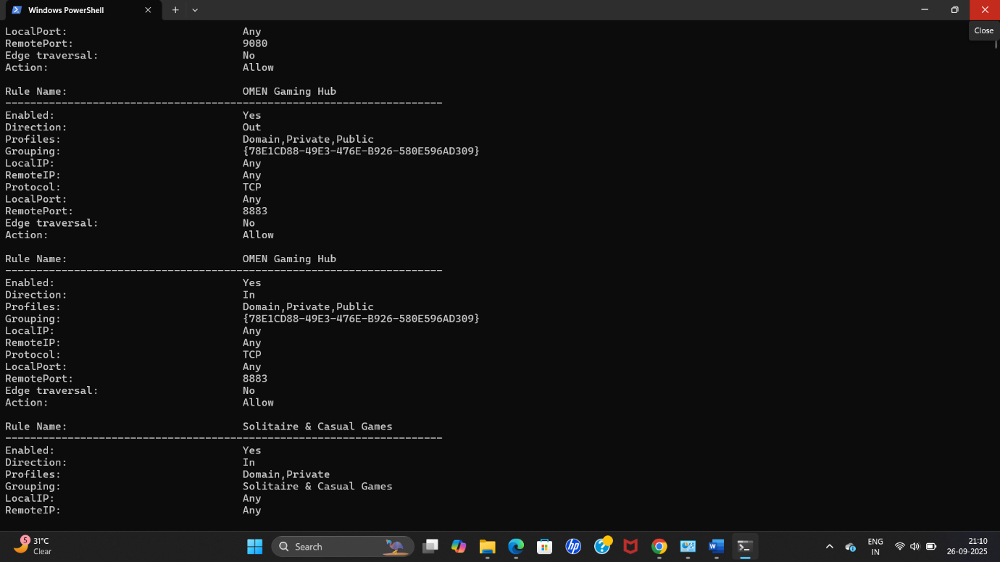 Windows PowerShell
Close
LocalPort: Any
RemotePort: 9080
Edge traversal: No
Action: Allow
Rule Name: OMEN Gaming Hub
----------------------------------------------------------------------
Enabled: Yes
Direction: Out
Profiles: Domain,Private,Public
Grouping: {78E1CD88-49E3-476E-B926-580E596AD309}
LocalIP: Any
RemoteIP: Any
Protocol: TCP
LocalPort: Any
RemotePort: 8883
Edge traversal: No
Action: Allow
Rule Name: OMEN Gaming Hub
----------------------------------------------------------------------
Enabled: Yes
Direction: In
Profiles: Domain,Private,Public
Grouping: {78E1CD88-49E3-476E-B926-580E596AD309}
LocalIP: Any
RemoteIP: Any
Protocol: TCP
LocalPort: Any
RemotePort: 8883
Edge traversal: No
Action: Allow
Rule Name: Solitaire & Casual Games
----------------------------------------------------------------------
Enabled: Yes
Direction: In
Profiles: Domain,Private
Grouping: Solitaire & Casual Games
LocalIP: Any
RemoteIP: Any
5
31°C
Clear
Search
hp
ENG
IN
21:10
26-09-2025